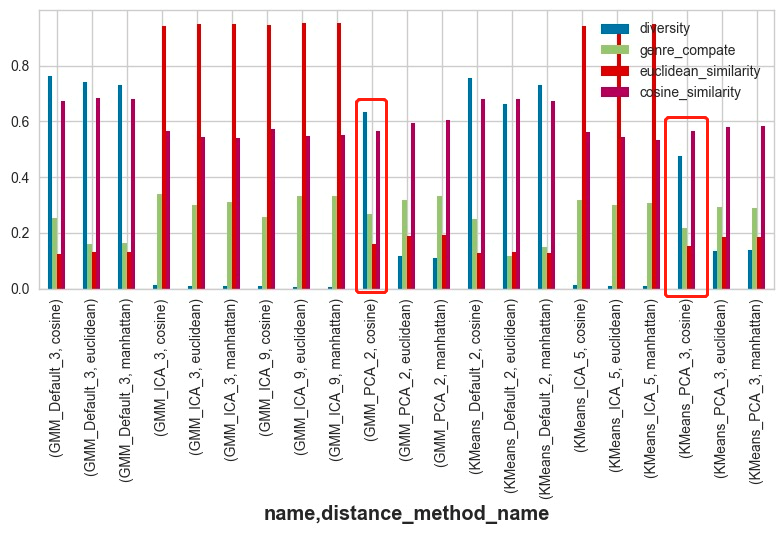 diversity
genre_compate
euclidean_similarity
cosine_similarity
0.8
0.6
0.4
0.2
0.0
(GMM_Default_3, cosine)
(GMM_Default_3, euclidean)
(GMM_Default_3, manhattan)
(GMM_ICA_3, cosine)
(GMM_ICA_3, euclidean)
(GMM_ICA_3, manhattan)
(GMM_ICA_9, cosine)
(GMM_ICA_9, euclidean)
(GMM_ICA_9, manhattan)
(GMM_PCA_2, cosine)
(GMM_PCA_2, euclidean)
(GMM_PCA_2, manhattan)
(KMeans_Default_2, cosine)
(KMeans_Default_2, euclidean)
(KMeans_Default_2, manhattan)
(KMeans_ICA_5, cosine)
(KMeans_ICA_5, euclidean)
(KMeans_ICA_5, manhattan)
(KMeans_PCA_3, cosine)
(KMeans_PCA_3, euclidean)
(KMeans_PCA_3, manhattan)
name,distance_method_name